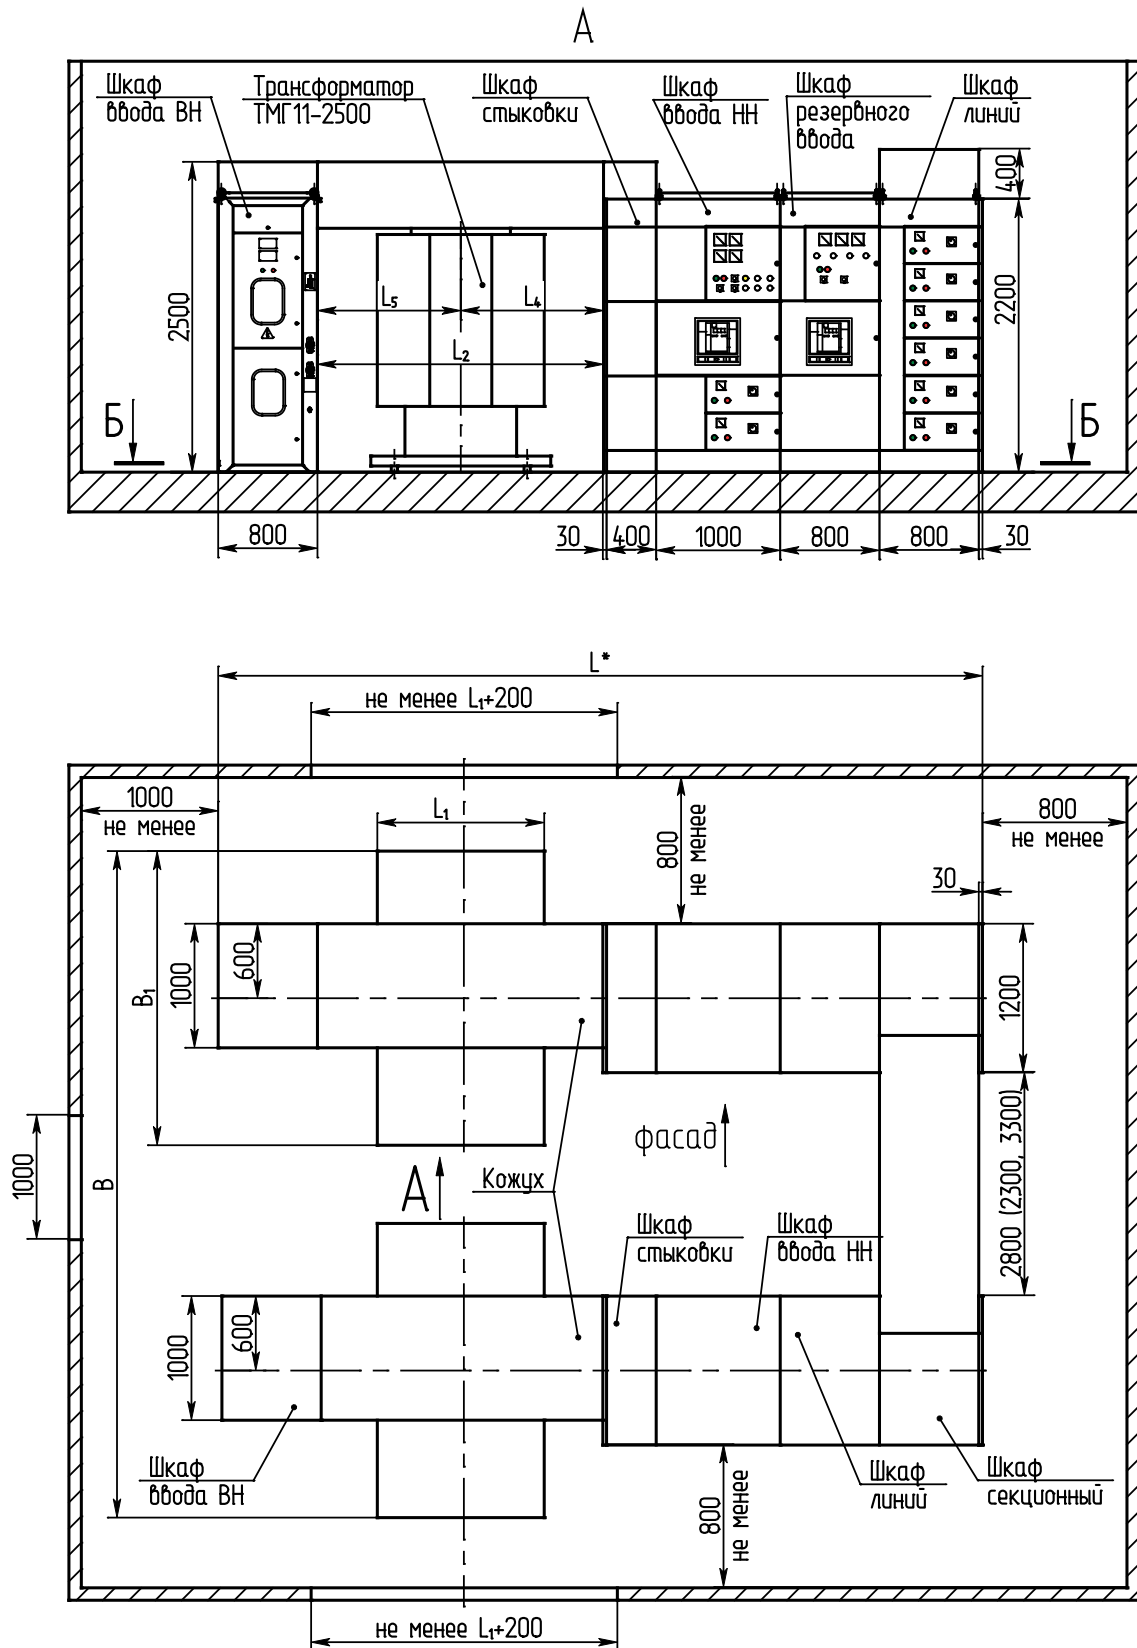 А
Шкаф
ввода ВН
Трансформатор
ТМГ11-2500
Шкаф
стыковки
Шкаф
ввода НН
Шкаф
резервного
ввода
Шкаф
линий
400
2500
L₅
L₄
L₂
2200
Б
Б
800
30
400
1000
800
800
30
L*
не менее L₁+200
1000
не менее
L₁
800
не менее
800
не менее
30
B₁
1000
600
1200
1000
B
А
Кожух
фасад
2800 (2300, 3300)
Шкаф
стыковки
Шкаф
ввода НН
1000
600
Шкаф
ввода ВН
800
не менее
Шкаф
линий
Шкаф
секционный
не менее L₁+200